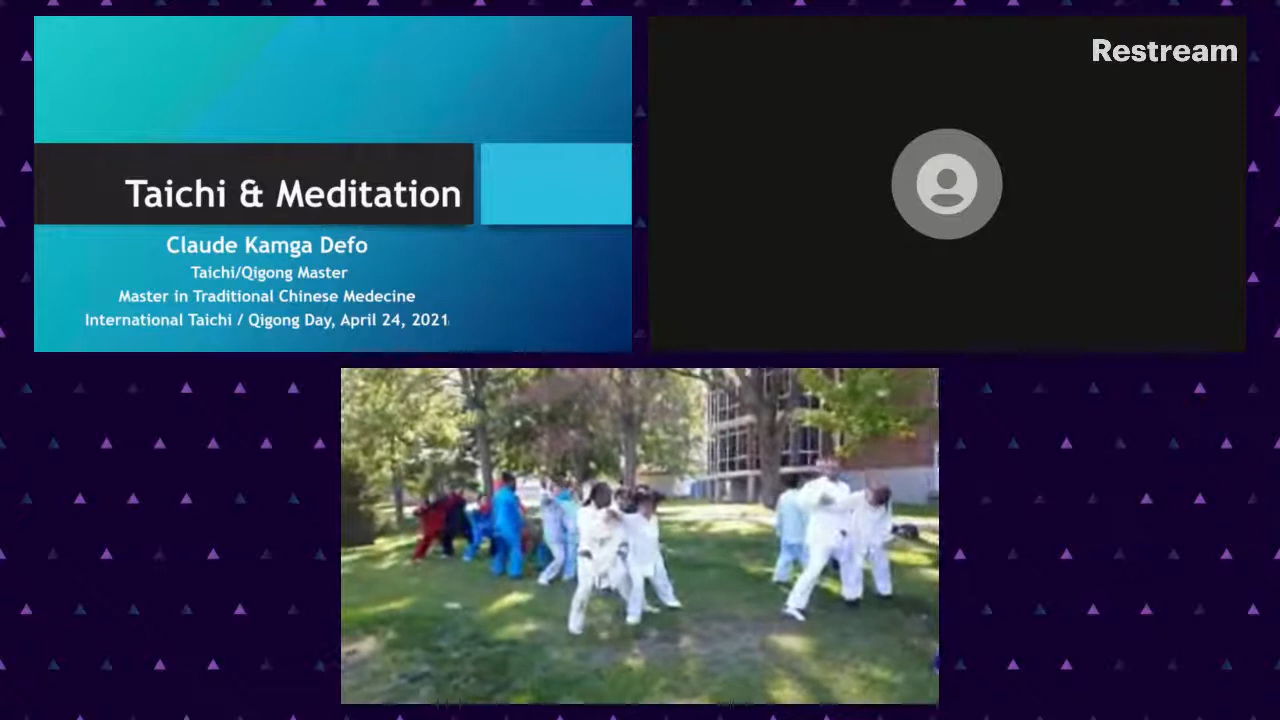 Taichi & Meditation
Claude Kamga Defo
Taichi/Qigong Master
Master in Traditional Chinese Medecine
International Taichi / Qigong Day, April 24, 2021
Restream